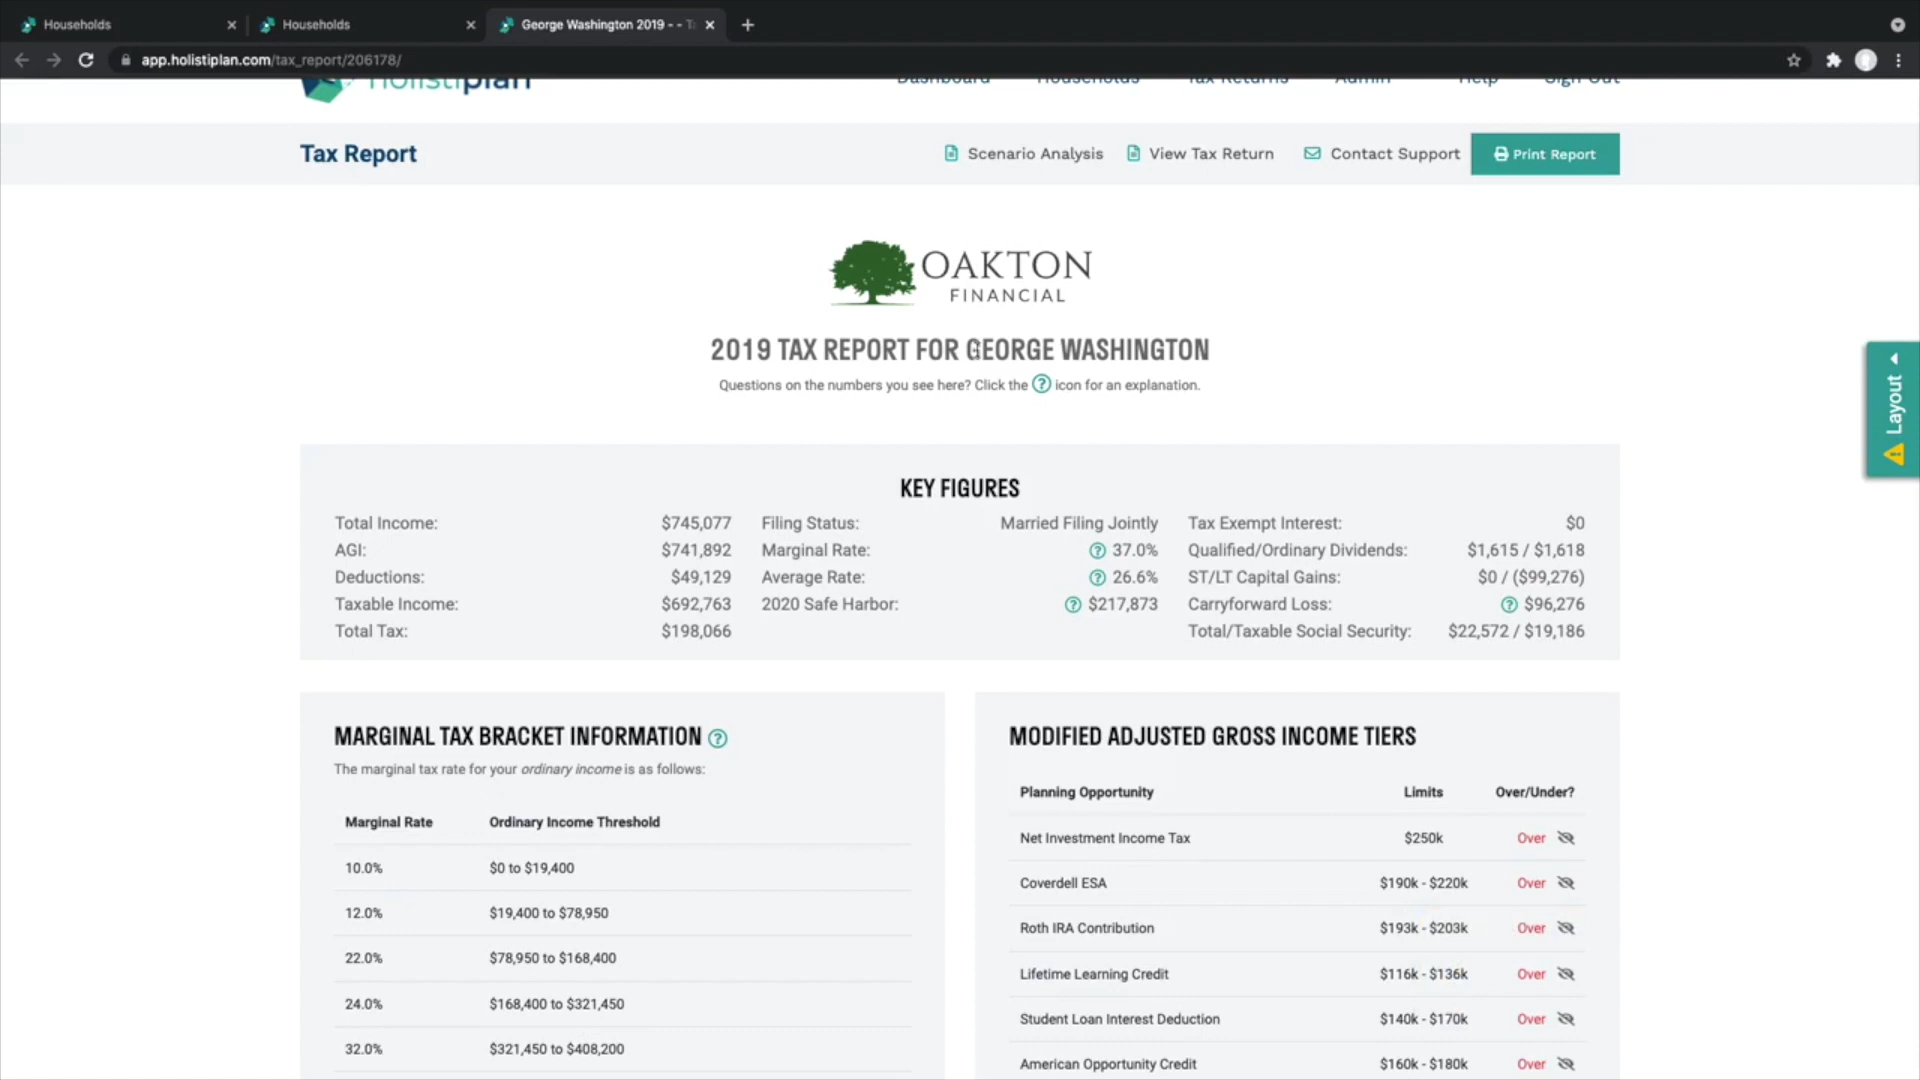 Households
Households
George Washington 2019 - - T
app.holistiplan.com/tax_report/206178/
holistiplan
Dashboard Households Tax Returns Admin Help Sign Out
Tax Report
Scenario Analysis View Tax Return Contact Support Print Report
OAKTON
FINANCIAL
2019 TAX REPORT FOR GEORGE WASHINGTON
Questions on the numbers you see here? Click the ? icon for an explanation.
Layout
KEY FIGURES
Total Income: $745,077 Filing Status: Married Filing Jointly Tax Exempt Interest: $0
AGI: $741,892 Marginal Rate: ? 37.0% Qualified/Ordinary Dividends: $1,615 / $1,618
Deductions: $49,129 Average Rate: ? 26.6% ST/LT Capital Gains: $0 / ($99,276)
Taxable Income: $692,763 2020 Safe Harbor: ? $217,873 Carryforward Loss: ? $96,276
Total Tax: $198,066 Total/Taxable Social Security: $22,572 / $19,186
MARGINAL TAX BRACKET INFORMATION ?
The marginal tax rate for your ordinary income is as follows:
Marginal Rate Ordinary Income Threshold
10.0% $0 to $19,400
12.0% $19,400 to $78,950
22.0% $78,950 to $168,400
24.0% $168,400 to $321,450
32.0% $321,450 to $408,200
MODIFIED ADJUSTED GROSS INCOME TIERS
Planning Opportunity Limits Over/Under?
Net Investment Income Tax $250k Over
Coverdell ESA $190k - $220k Over
Roth IRA Contribution $193k - $203k Over
Lifetime Learning Credit $116k - $136k Over
Student Loan Interest Deduction $140k - $170k Over
American Opportunity Credit $160k - $180k Over